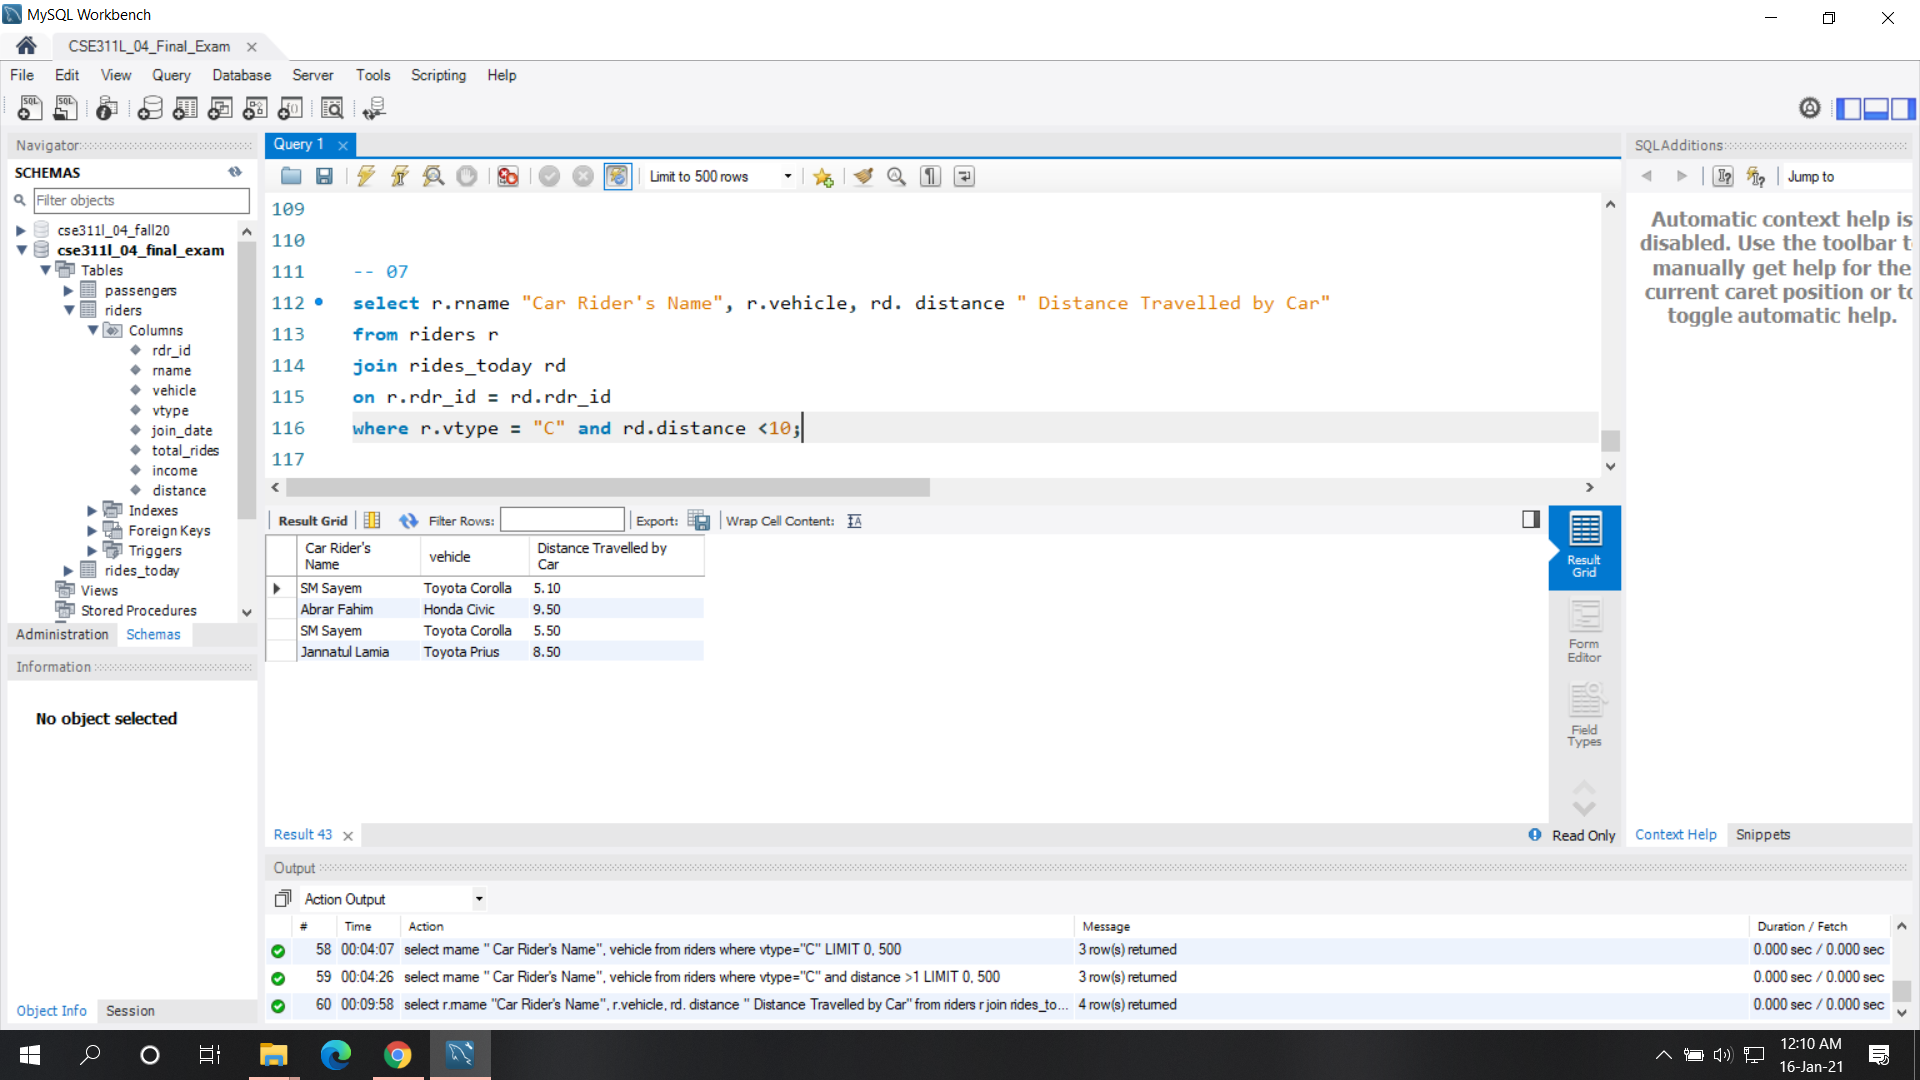 MySQL Workbench
CSE311L_04_Final_Exam
File Edit View Query Database Server Tools Scripting Help
Navigator
SCHEMAS
Filter objects
cse311l_04_fall20
cse311l_04_final_exam
Tables
passengers
riders
Columns
rdr_id
rname
vehicle
vtype
join_date
total_rides
income
distance
Indexes
Foreign Keys
Triggers
rides_today
Views
Stored Procedures
Administration Schemas
Information
No object selected
Object Info Session
Query 1
Limit to 500 rows
109
110
111 -- 07
112 select r.rname "Car Rider's Name", r.vehicle, rd. distance " Distance Travelled by Car"
113 from riders r
114 join rides_today rd
115 on r.rdr_id = rd.rdr_id
116 where r.vtype = "C" and rd.distance <10;
117
Result Grid Filter Rows: Export: Wrap Cell Content:
Car Rider's Name vehicle Distance Travelled by Car
SM Sayem Toyota Corolla 5.10
Abrar Fahim Honda Civic 9.50
SM Sayem Toyota Corolla 5.50
Jannatul Lamia Toyota Prius 8.50
Result Grid
Form Editor
Field Types
Result 43
Read Only
SQLAdditions
Jump to
Automatic context help is
disabled. Use the toolbar t
manually get help for the
current caret position or to
toggle automatic help.
Context Help Snippets
Output
Action Output
# Time Action Message Duration / Fetch
58 00:04:07 select rname " Car Rider's Name", vehicle from riders where vtype="C" LIMIT 0, 500 3 row(s) returned 0.000 sec / 0.000 sec
59 00:04:26 select rname " Car Rider's Name", vehicle from riders where vtype="C" and distance >1 LIMIT 0, 500 3 row(s) returned 0.000 sec / 0.000 sec
60 00:09:58 select r.rname "Car Rider's Name", r.vehicle, rd. distance " Distance Travelled by Car" from riders r join rides_to... 4 row(s) returned 0.000 sec / 0.000 sec
12:10 AM
16-Jan-21